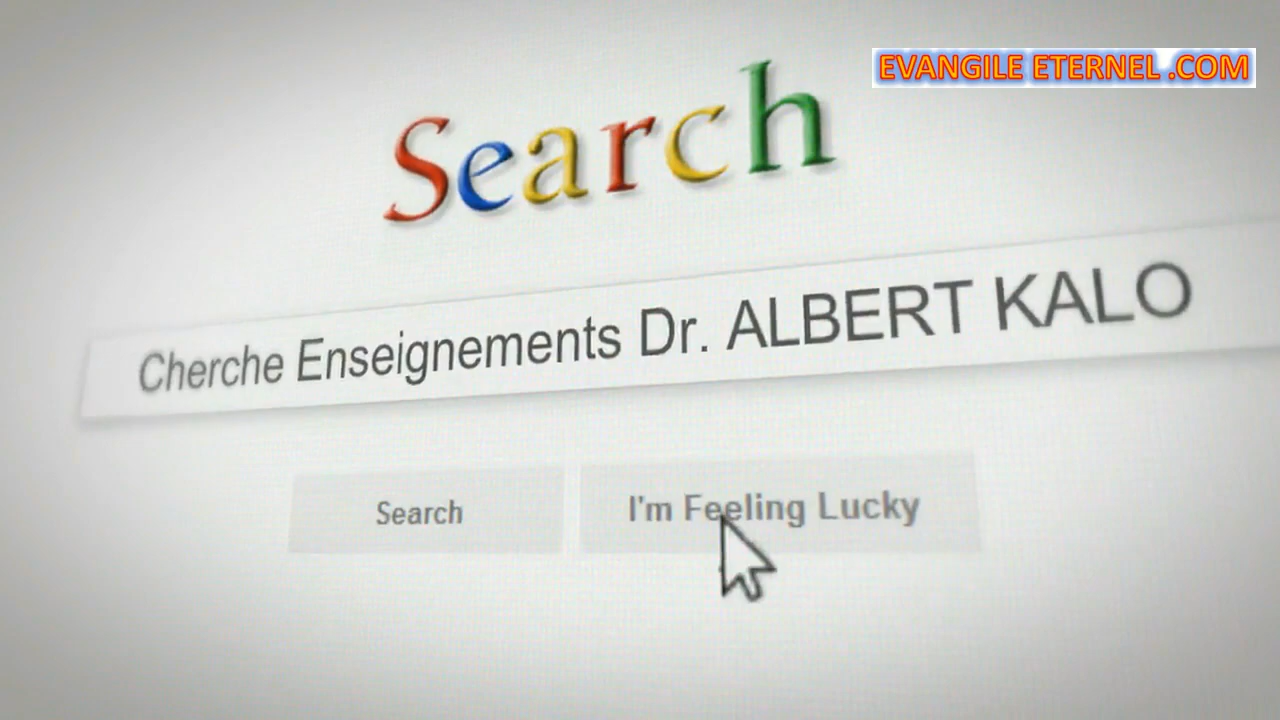 EVANGILE ETERNEL .COM
Search
Cherche Enseignements Dr. ALBERT KALO
Search
I'm Feeling Lucky